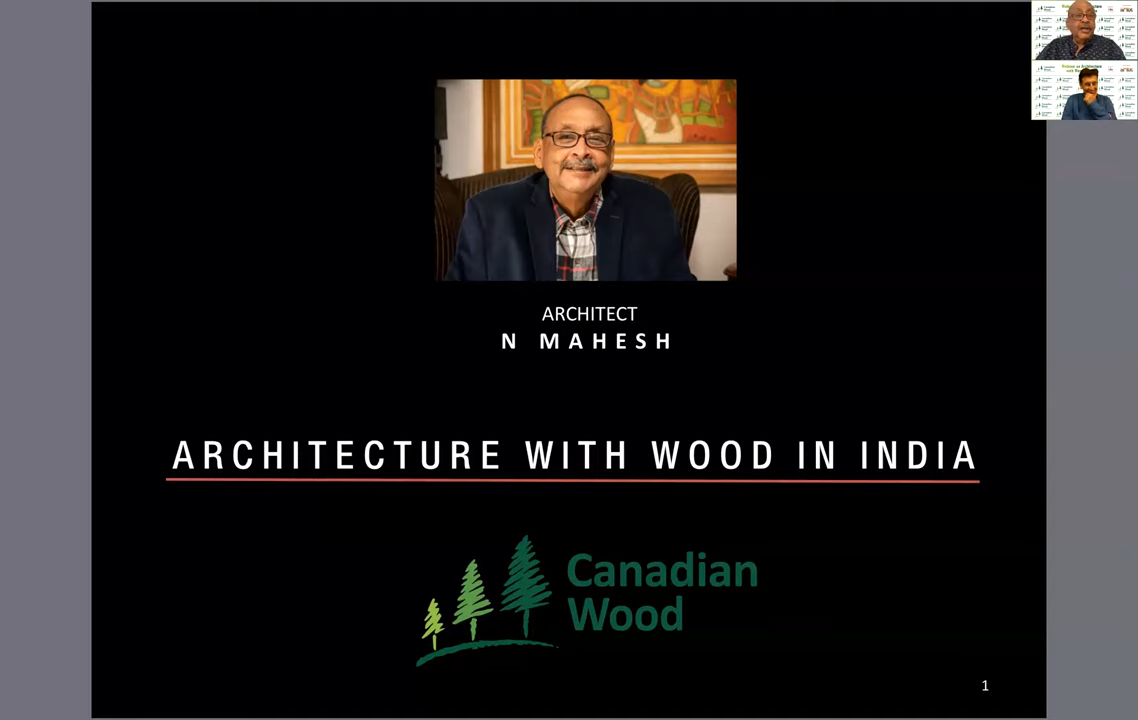 ARCHITECT
N MAHESH
ARCHITECTURE WITH WOOD IN INDIA
Canadian
Wood
1